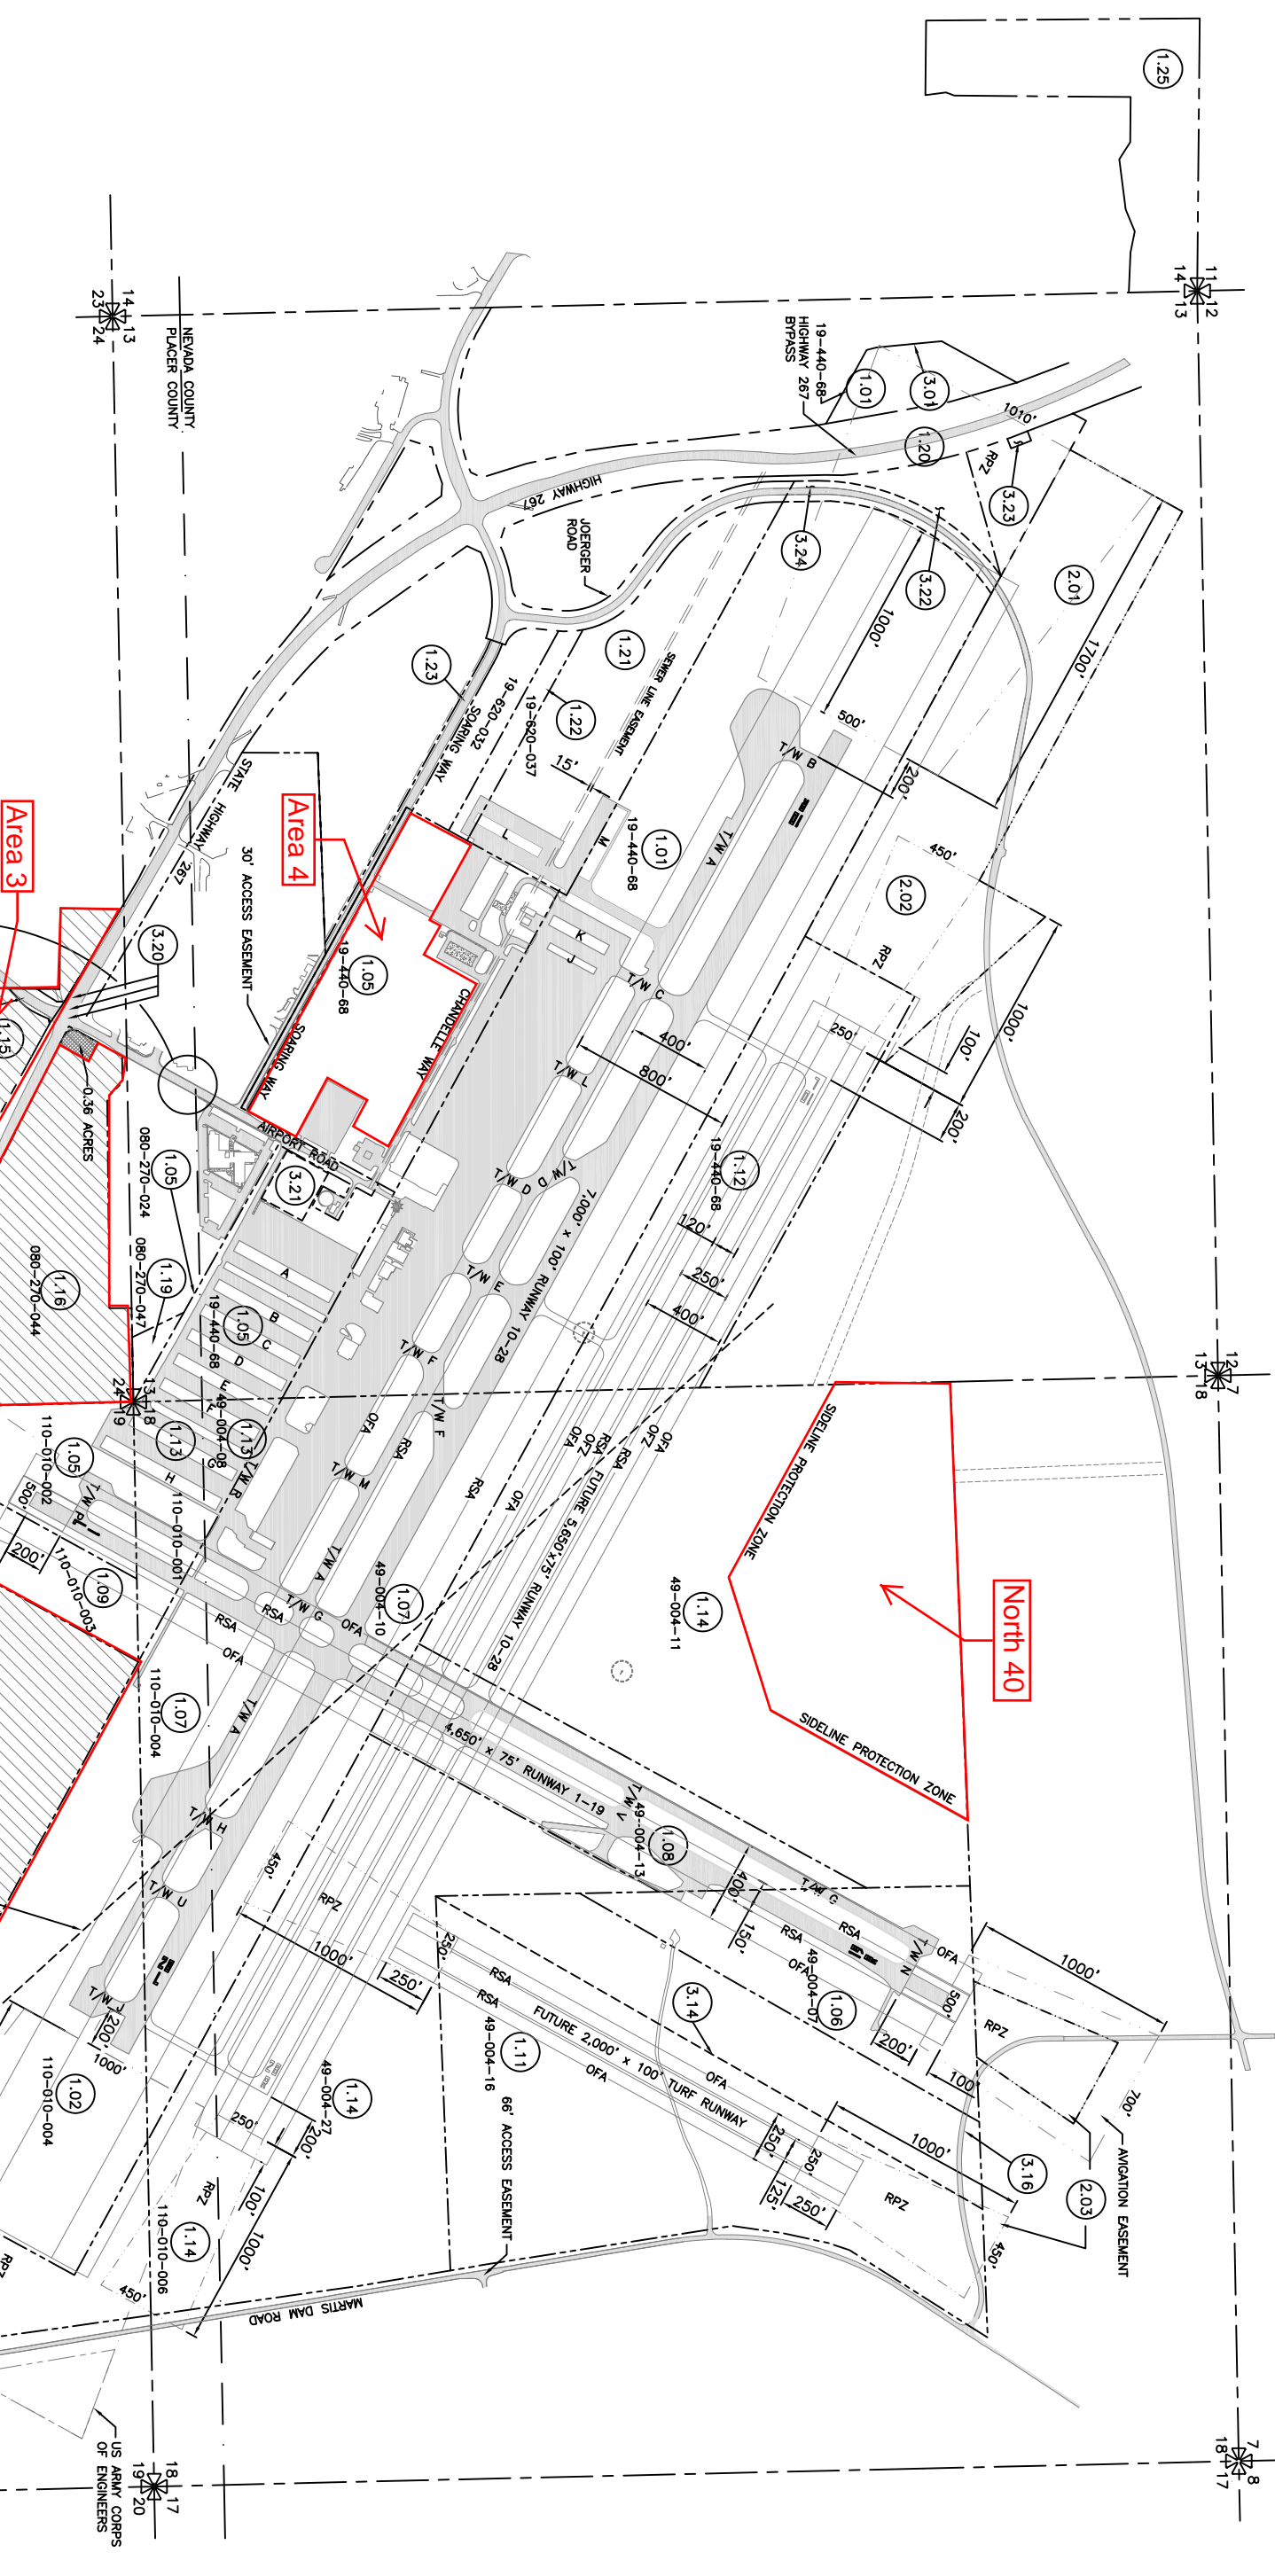 1.25
11
12
14
13
14
13
23
24
NEVADA COUNTY
PLACER COUNTY
19-440-68
HIGHWAY 267
BYPASS
1.01
3.01
1010'
1.20
RPZ
3.23
2.01
1700'
HIGHWAY 267
JOERGER
ROAD
3.24
3.22
1000'
1.21
SEWER LINE EASEMENT
1.23
SOARING WAY
19-620-032
1.22
19-620-037
15'
500'
200'
T/W B
T/W A
450'
2.02
RPZ
STATE HIGHWAY 267
30' ACCESS EASEMENT
Area 4
Area 3
L
M
1.01
19-440-68
K
J
T/W C
1.05
19-440-68
CHANDELLE WAY
SOARING WAY
400'
800'
250'
100'
1000'
200'
3.20
1.15
0.36 ACRES
AIRPORT ROAD
3.21
T/W L
T/W D
T/W D
1.12
19-440-68
120'
250'
400'
1.05
080-270-024
1.19
080-270-047
1.16
080-270-044
1.05
19-440-68
A
B
C
D
E
F
G
H
T/W E
T/W F
T/W F
7,000' x 100' RUNWAY 10-28
12
7
13
18
13
18
24
19
1.13
1.13
49-004-08
T/W R
OFA
RSA
T/W M
RSA
OFA
OFA
OFZ
RSA
RSA
OFZ
OFA
FUTURE 5,650'x75' RUNWAY 10-28
SIDELINE PROTECTION ZONE
North 40
SIDELINE PROTECTION ZONE
1.14
49-004-11
1.05
110-010-002
110-010-001
500'
200'
T/W P
1.09
110-010-003
RSA
RSA
OFA
T/W G
OFA
T/W A
1.07
49-004-10
1.07
110-010-004
T/W A
4,650' x 75' RUNWAY 1-19
T/W V
49-004-13
1.08
T/W H
T/W U
T/W J
200'
1000'
450'
RPZ
1000'
250'
250'
400'
150'
T/W G
RSA
RSA
OFA
OFA
T/W N
49-004-07
1.06
500'
200'
100'
1000'
RPZ
700'
AVIGATION EASEMENT
2.03
3.16
3.14
RSA
RSA
FUTURE 2,000' x 100' TURF RUNWAY
OFA
OFA
1.11
49-004-16
66' ACCESS EASEMENT
250'
250'
125'
250'
1000'
RPZ
450'
1.02
110-010-004
1.14
49-004-27
250'
200'
100'
1000'
RPZ
1.14
110-010-006
450'
RPZ
MARTIS DAM ROAD
US ARMY CORPS
OF ENGINEERS
18
17
19
20
7
8
18
17